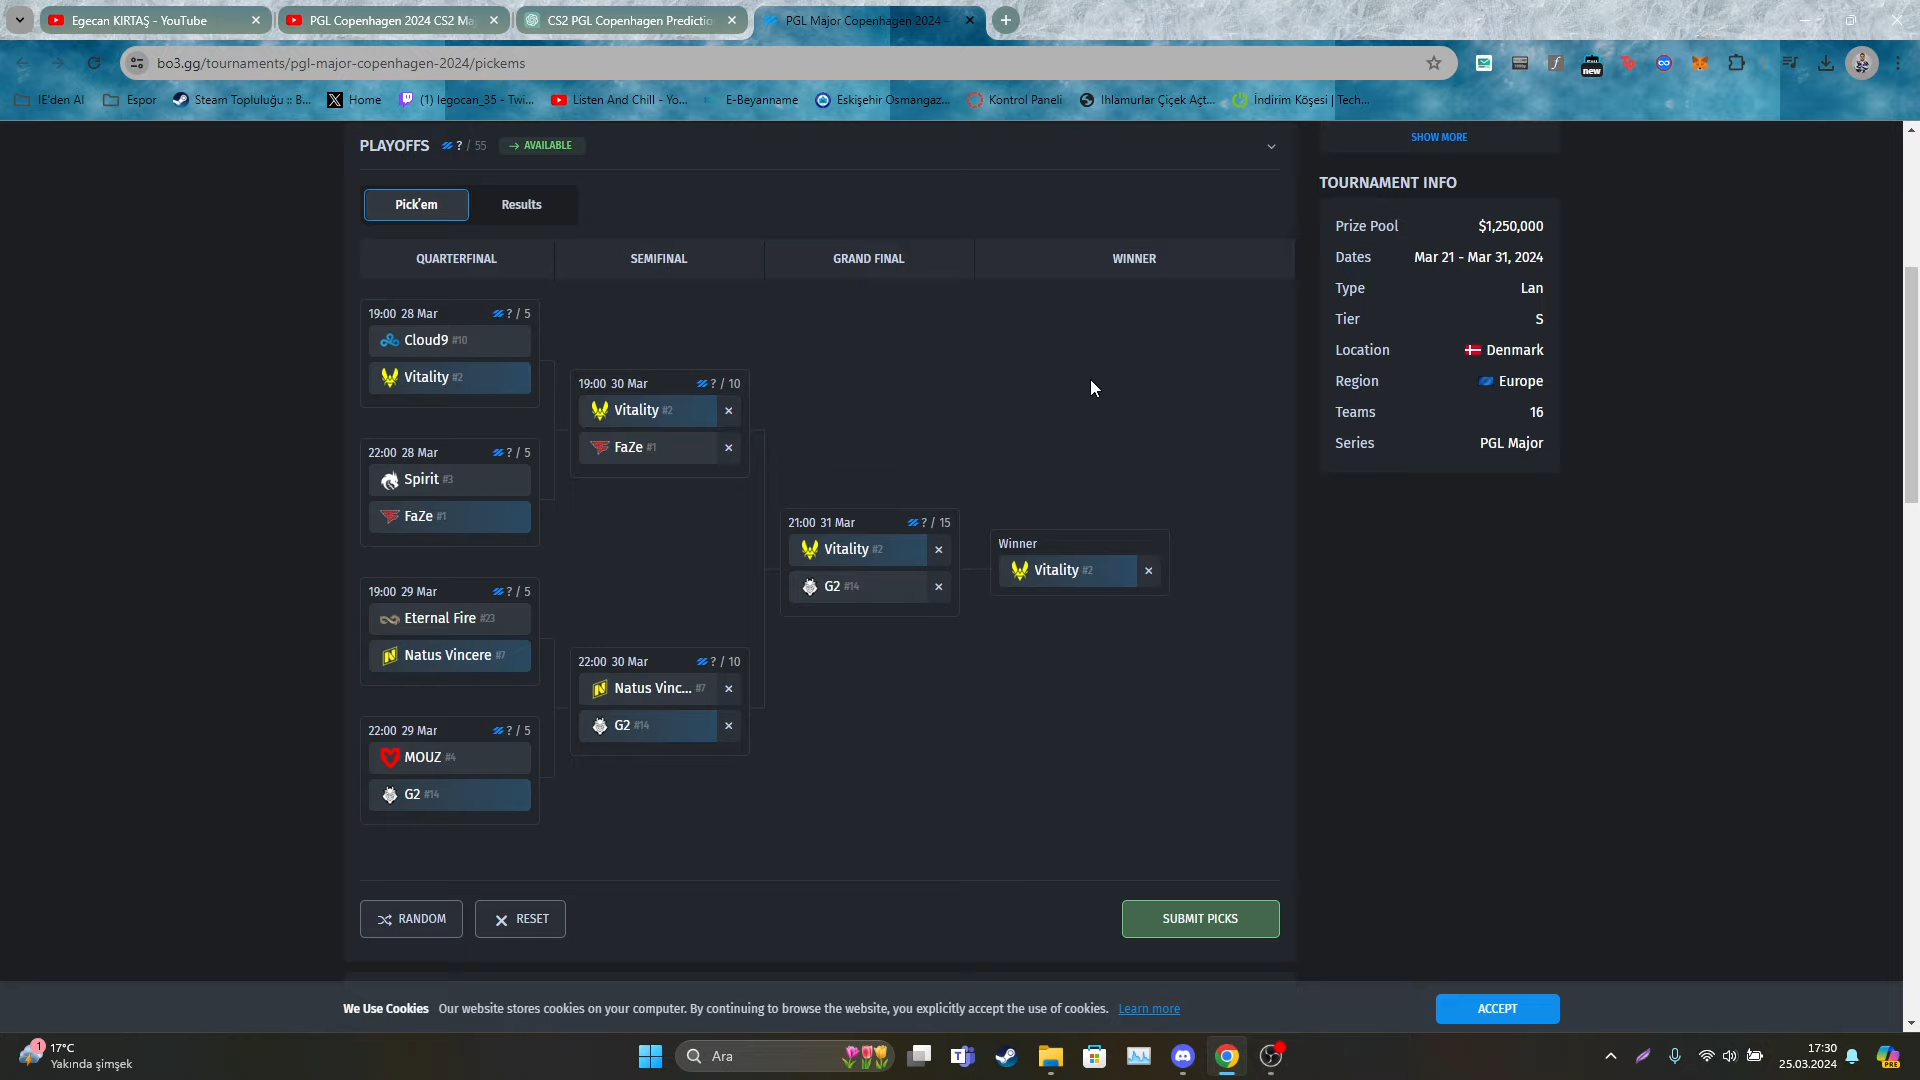 Egecan KIRTAŞ - YouTube
PGL Copenhagen 2024 CS2 Ma
CS2 PGL Copenhagen Predictio
PGL Major Copenhagen 2024 -
bo3.gg/tournaments/pgl-major-copenhagen-2024/pickems
new
IE'den Al
Espor
Steam Topluluğu :: B...
Home
(1) legocan_35 - Twi...
Listen And Chill - Yo...
E-Beyanname
Eskişehir Osmangaz...
Kontrol Paneli
Ihlamurlar Çiçek Açt...
İndirim Köşesi | Tech...
PLAYOFFS ? / 55 → AVAILABLE
SHOW MORE
Pick'em
Results
QUARTERFINAL
SEMIFINAL
GRAND FINAL
WINNER
19:00 28 Mar ? / 5
Cloud9 #10
Vitality #2
22:00 28 Mar ? / 5
Spirit #3
FaZe #1
19:00 29 Mar ? / 5
Eternal Fire #23
Natus Vincere #7
22:00 29 Mar ? / 5
MOUZ #4
G2 #14
19:00 30 Mar ? / 10
Vitality #2
FaZe #1
22:00 30 Mar ? / 10
Natus Vinc... #7
G2 #14
21:00 31 Mar ? / 15
Vitality #2
G2 #14
Winner
Vitality #2
RANDOM
RESET
SUBMIT PICKS
TOURNAMENT INFO
Prize Pool $1,250,000
Dates Mar 21 - Mar 31, 2024
Type Lan
Tier S
Location Denmark
Region Europe
Teams 16
Series PGL Major
We Use Cookies Our website stores cookies on your computer. By continuing to browse the website, you explicitly accept the use of cookies. Learn more
ACCEPT
1
17°C
Yakında şimşek
Ara
17:30
25.03.2024
PRE